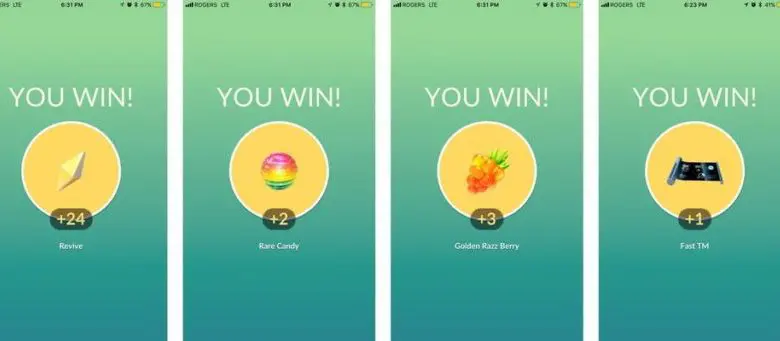 ROGERS LTE 6:31 PM 67%
YOU WIN!
+24
Revive
ROGERS LTE 6:31 PM 67%
YOU WIN!
+2
Rare Candy
ROGERS LTE 6:31 PM 67%
YOU WIN!
+3
Golden Razz Berry
ROGERS LTE 6:23 PM 41%
YOU WIN!
+1
Fast TM